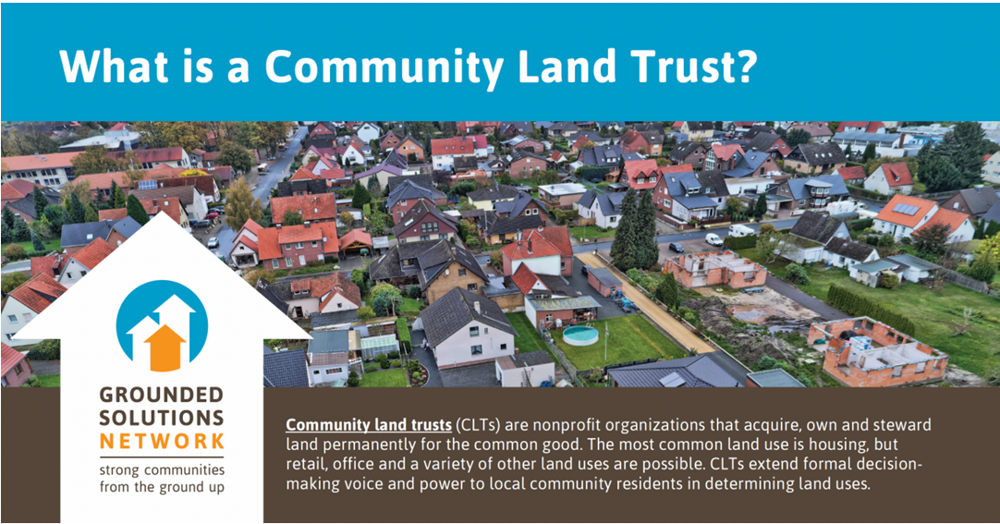 What is a Community Land Trust?
GROUNDED
SOLUTIONS
NETWORK
strong communities
from the ground up
Community land trusts (CLTs) are nonprofit organizations that acquire, own and steward
land permanently for the common good. The most common land use is housing, but
retail, office and a variety of other land uses are possible. CLTs extend formal decision-
making voice and power to local community residents in determining land uses.